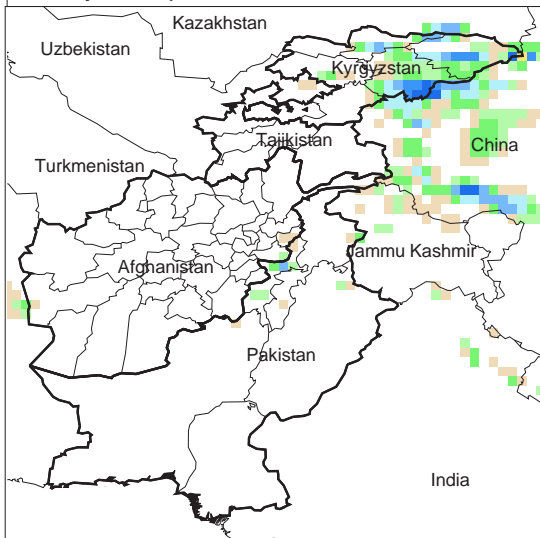 Kazakhstan
Uzbekistan
Kyrgyzstan
Tajikistan
China
Turkmenistan
Jammu Kashmir
Afghanistan
Pakistan
India